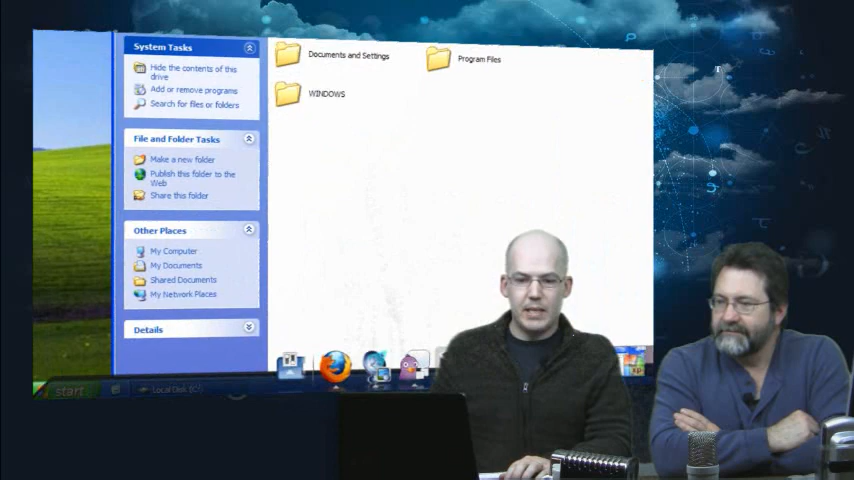 System Tasks
Hide the contents of this
drive
Add or remove programs
Search for files or folders
File and Folder Tasks
Make a new folder
Publish this folder to the
Web
Share this folder
Other Places
My Computer
My Documents
Shared Documents
My Network Places
Details
Documents and Settings
Program Files
WINDOWS
start
Local Disk (C:)